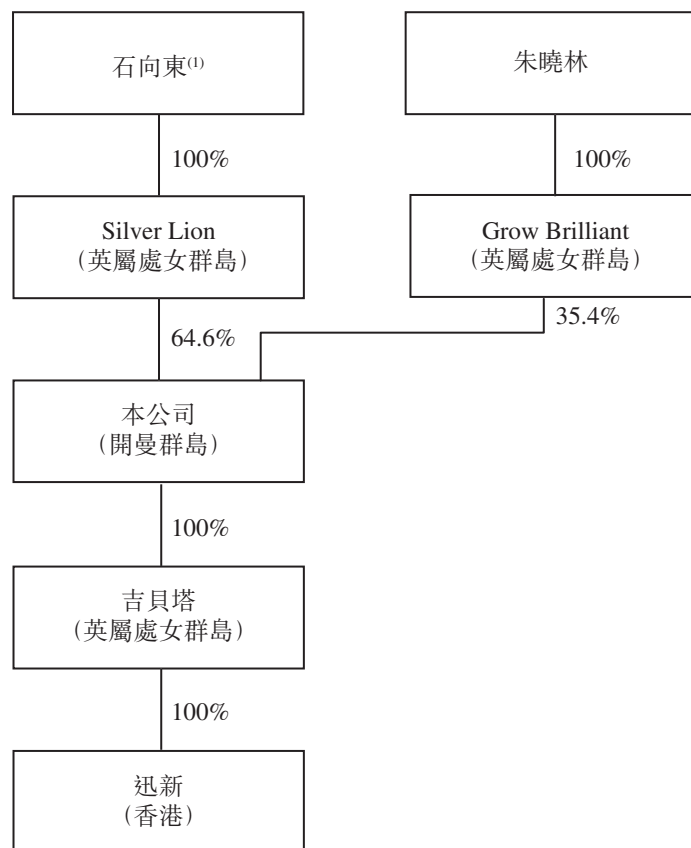 石向東(1)
朱曉林
100%
100%
Silver Lion
(英屬處女群島)
Grow Brilliant
(英屬處女群島)
64.6%
35.4%
本公司
(開曼群島)
100%
吉貝塔
(英屬處女群島)
100%
迅新
(香港)